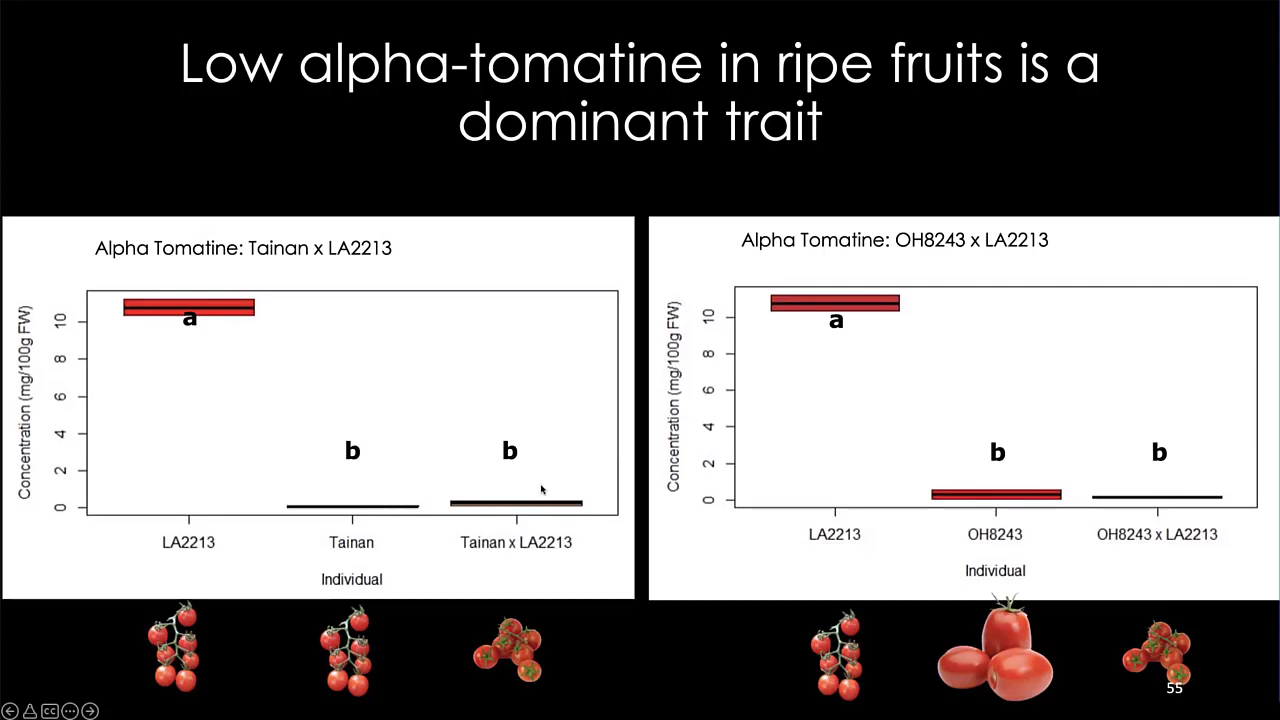 Low alpha-tomatine in ripe fruits is a
dominant trait
Alpha Tomatine: Tainan x LA2213
Concentration (mg/100g FW)
10
8
6
4
2
0
a
b
b
LA2213
Tainan
Tainan x LA2213
Individual
Alpha Tomatine: OH8243 x LA2213
Concentration (mg/100g FW)
10
8
6
4
2
0
a
b
b
LA2213
OH8243
OH8243 x LA2213
Individual
55
CC